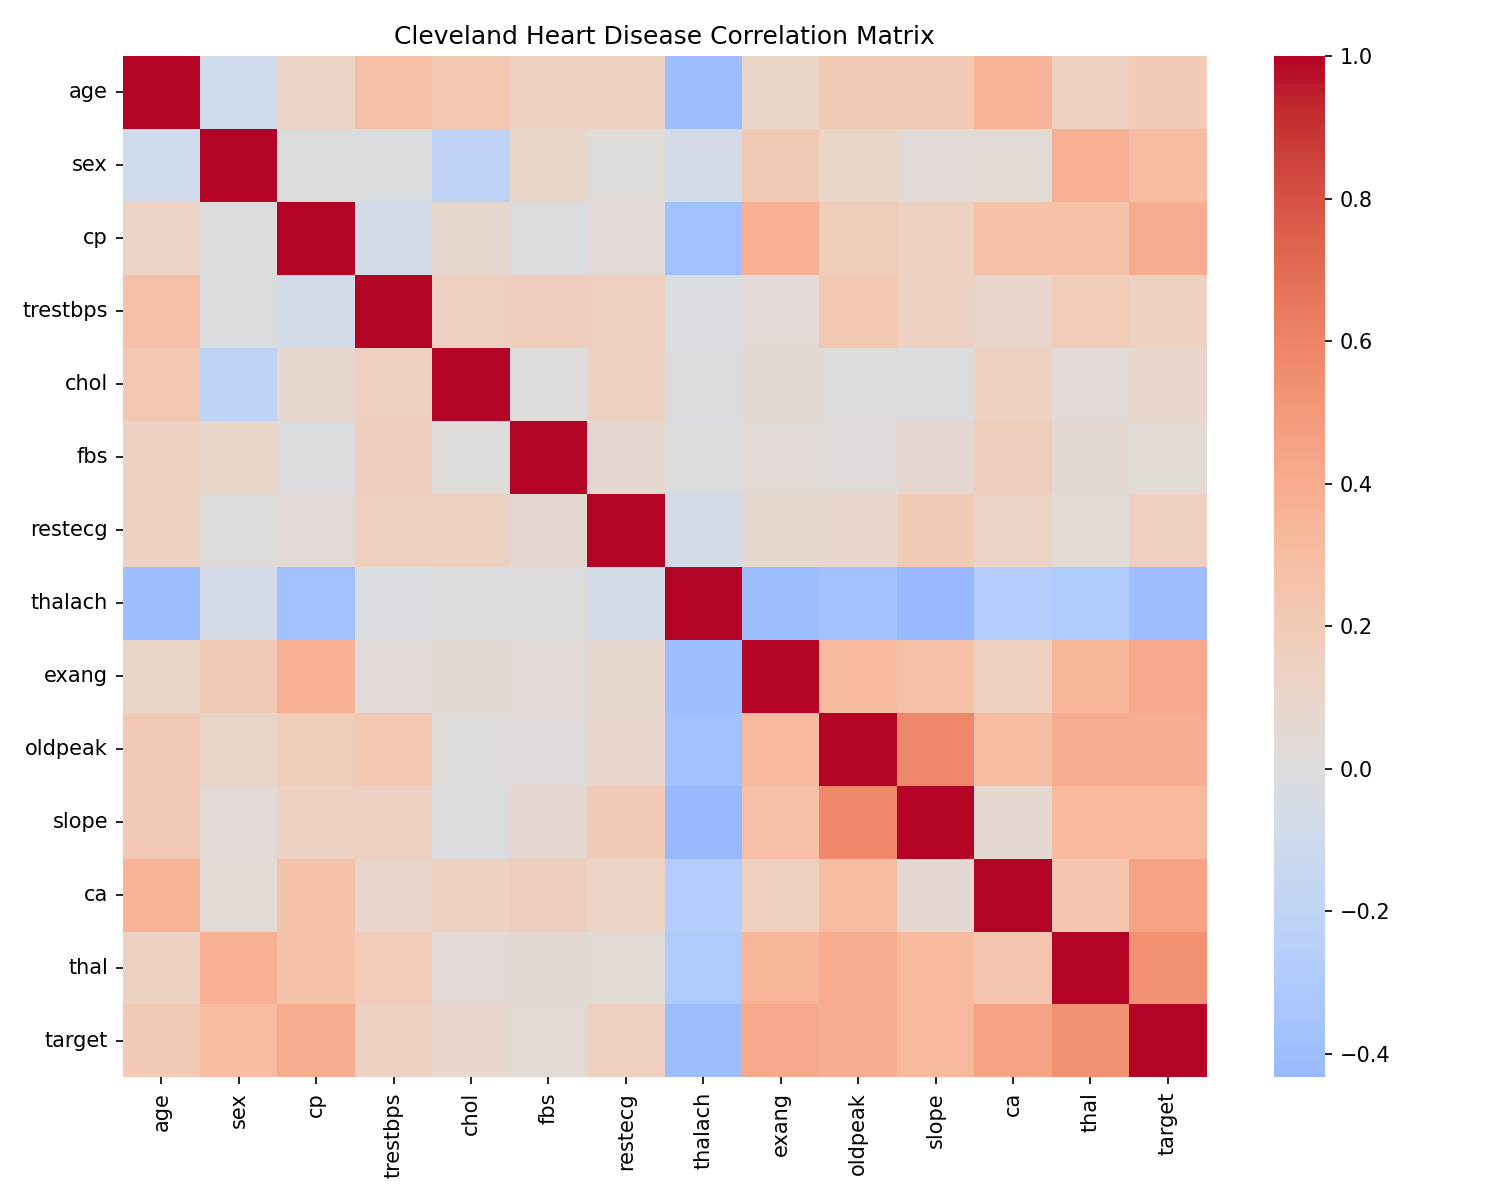 Cleveland Heart Disease Correlation Matrix
age
sex
cp
trestbps
chol
fbs
restecg
thalach
exang
oldpeak
slope
ca
thal
target
age
sex
cp
trestbps
chol
fbs
restecg
thalach
exang
oldpeak
slope
ca
thal
target
1.0
0.8
0.6
0.4
0.2
0.0
−0.2
−0.4